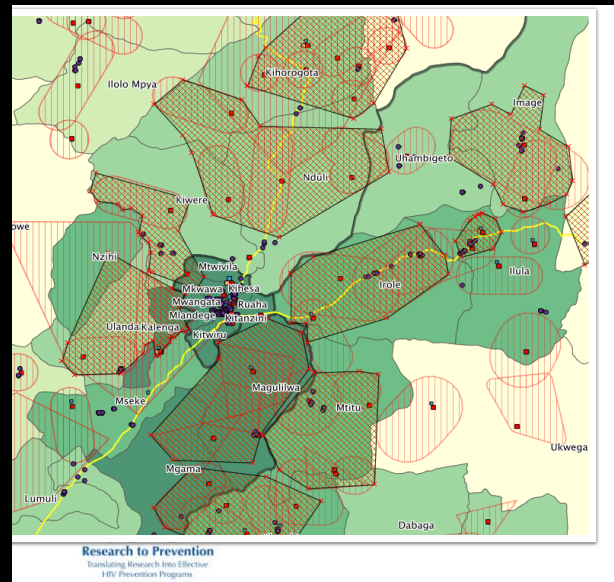 Kihorogota
Ilolo Mpya
Image
Uhambigeto
Nduli
Kiwere
owe
Nzihi
Mtwivila
Mkwawa
Kihesa
Mwangata
Ruaha
Mlandege
Kitanzini
Ulanda
Kalenga
Kitwiru
Irole
Ilula
Magulilwa
Mseke
Mtitu
Ukwega
Mgama
Lumuli
Dabaga
Research to Prevention
Translating Research Into Effective
HIV Prevention Programs